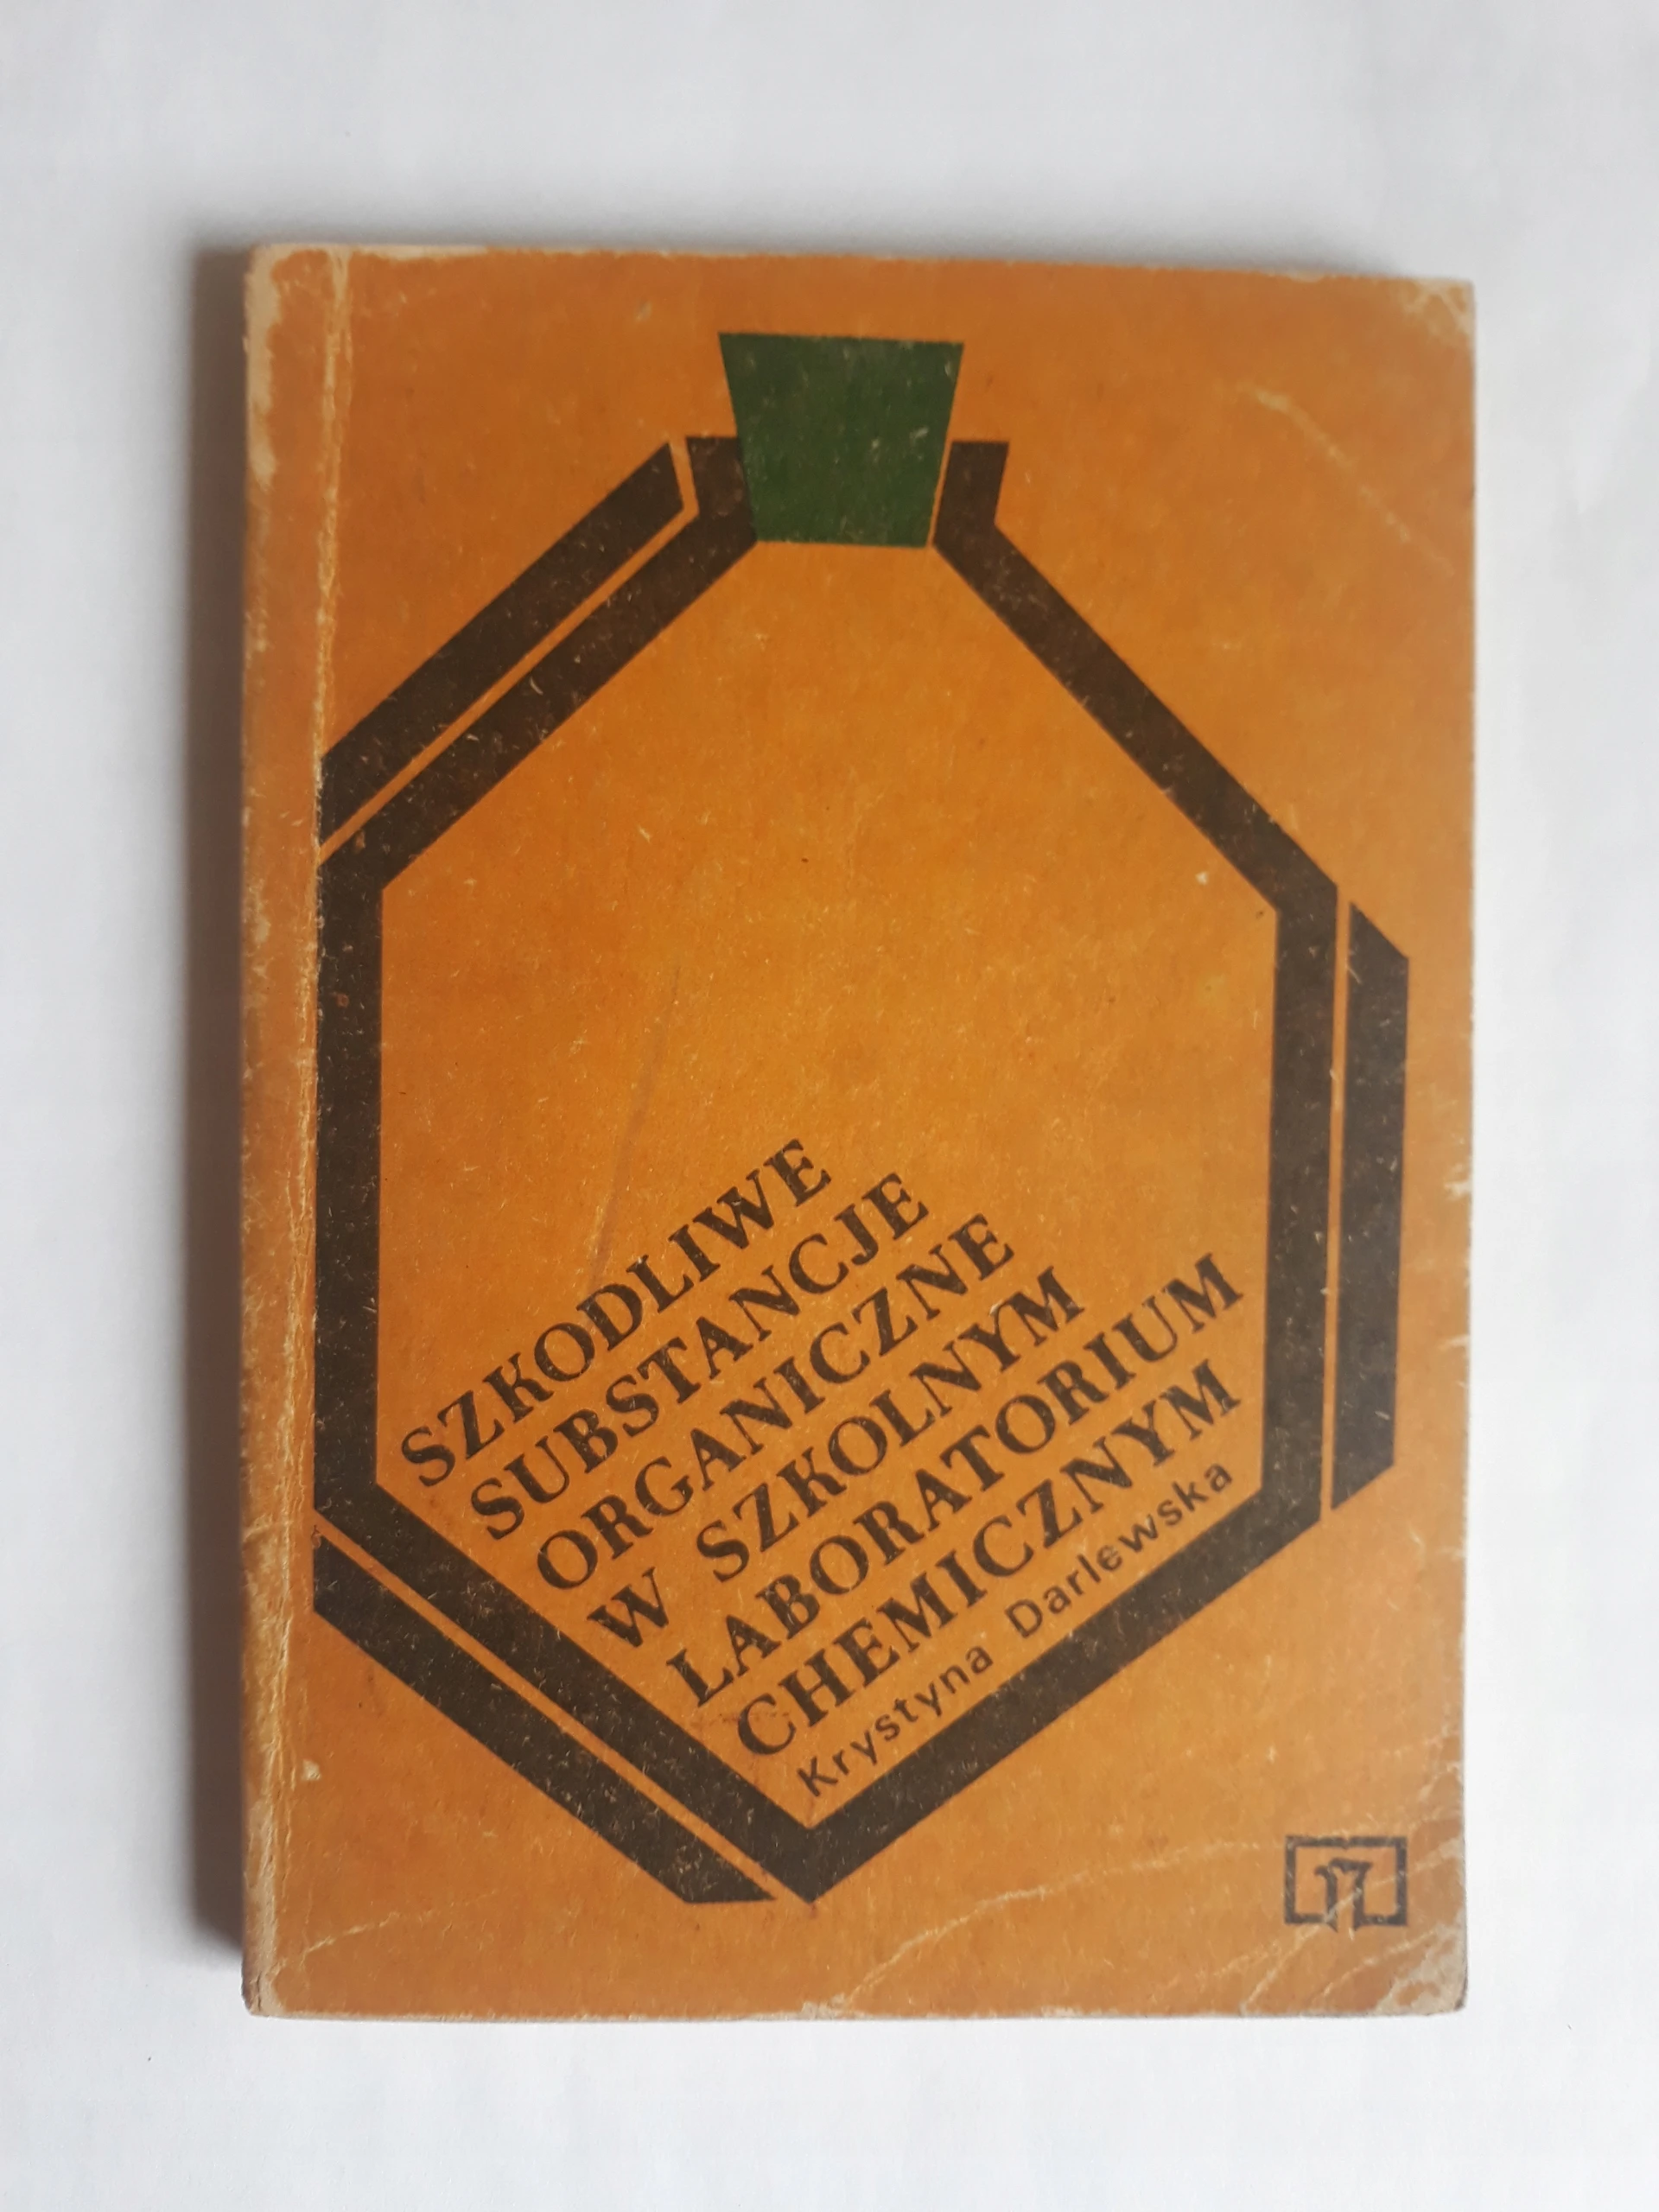 SZKODLIWE
SUBSTANCJE
ORGANICZNE
W SZKOLNYM
LABORATORIUM
CHEMICZNYM
Krystyna Darlewska